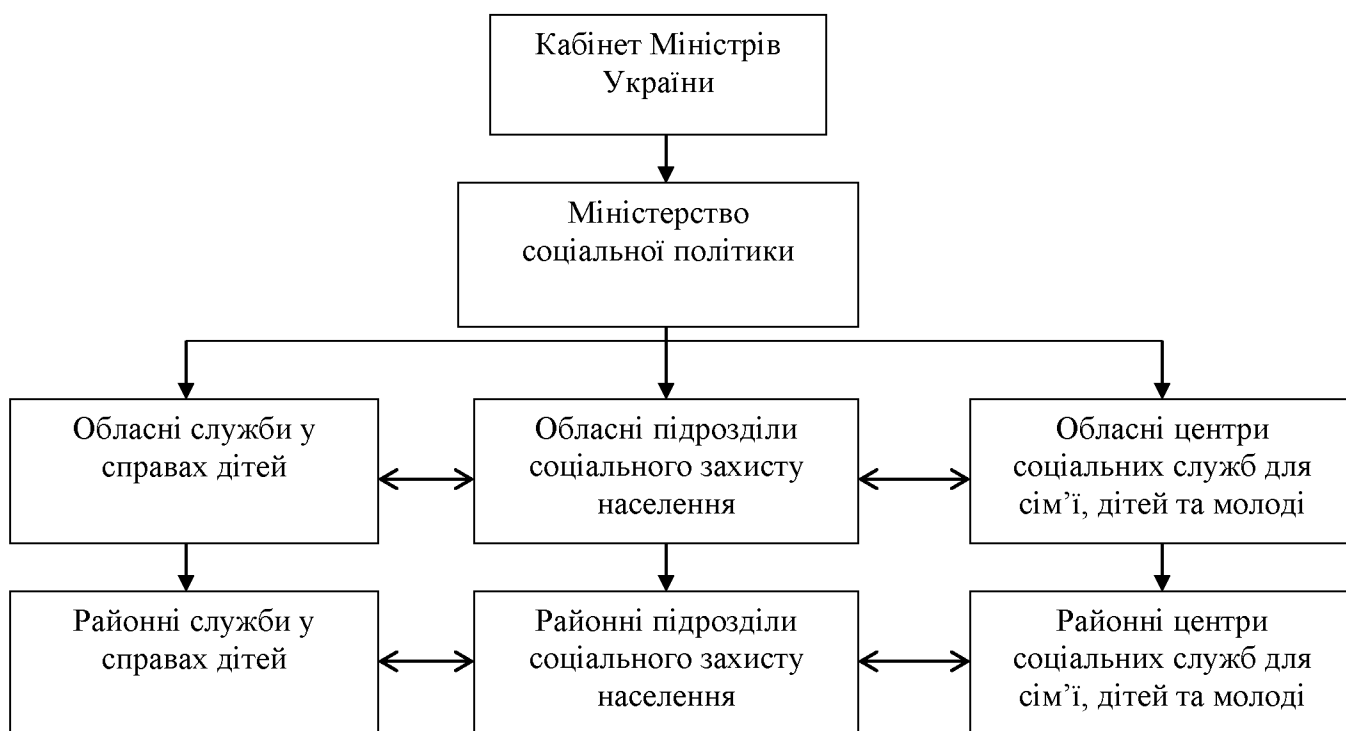 Кабінет Міністрів
України
Міністерство
соціальної політики
Обласні служби у
справах дітей
Обласні підрозділи
соціального захисту
населення
Обласні центри
соціальних служб для
сім’ї, дітей та молоді
Районні служби у
справах дітей
Районні підрозділи
соціального захисту
населення
Районні центри
соціальних служб для
сім’ї, дітей та молоді